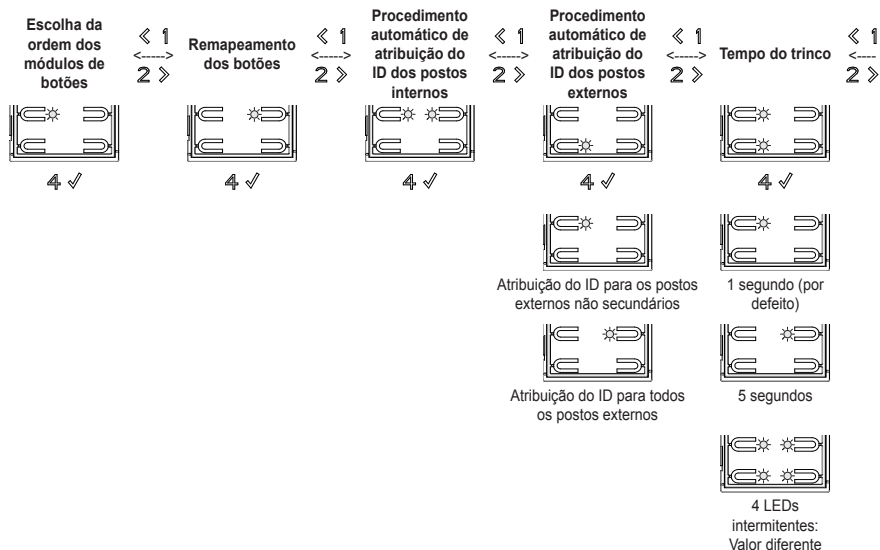 Escolha da
ordem dos
módulos de
botões
« 1
<----->
2 »
Remapeamento
dos botões
« 1
<----->
2 »
Procedimento
automático de
atribuição do
ID dos postos
internos
« 1
<----->
2 »
Procedimento
automático de
atribuição do
ID dos postos
externos
« 1
<----->
2 »
Tempo do trinco
« 1
<----
2 »
4 ✓
4 ✓
4 ✓
4 ✓
4 ✓
Atribuição do ID para os postos
externos não secundários
1 segundo (por
defeito)
Atribuição do ID para todos
os postos externos
5 segundos
4 LEDs
intermitentes:
Valor diferente